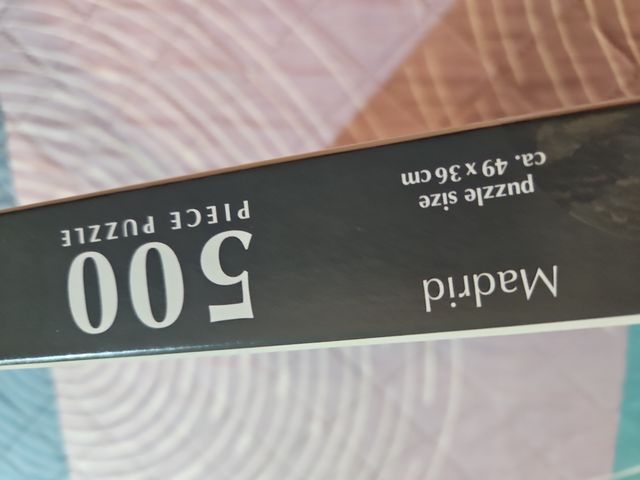 Madrid
puzzle size
ca. 49 x 36 cm
500
PIECE PUZZLE